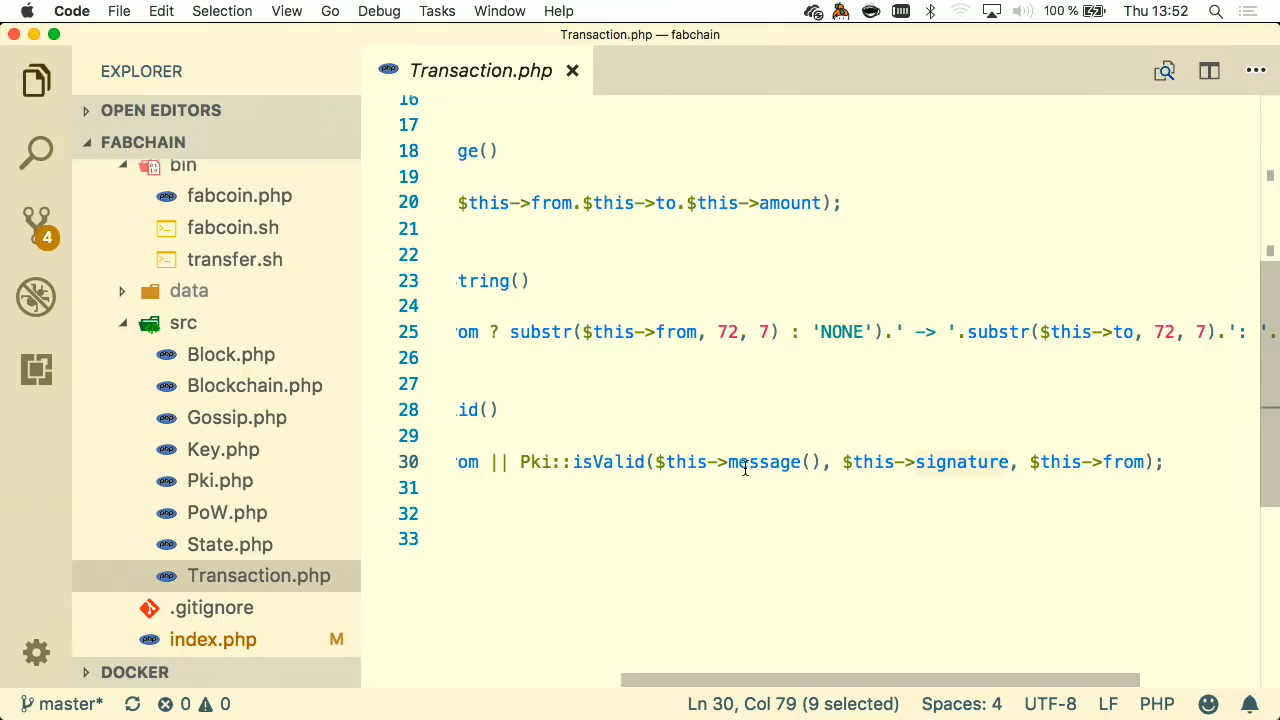 Code File Edit Selection View Go Debug Tasks Window Help 100 % Thu 13:52
Transaction.php — fabchain
EXPLORER
OPEN EDITORS
FABCHAIN
bin
fabcoin.php
fabcoin.sh
transfer.sh
data
src
Block.php
Blockchain.php
Gossip.php
Key.php
Pki.php
PoW.php
State.php
Transaction.php
.gitignore
index.php M
DOCKER
4
Transaction.php
16
17
18 ge()
19
20 $this->from.$this->to.$this->amount);
21
22
23 tring()
24
25 rom ? substr($this->from, 72, 7) : 'NONE').' -> '.substr($this->to, 72, 7).': '.
26
27
28 lid()
29
30 rom || Pki::isValid($this->message(), $this->signature, $this->from);
31
32
33
master* 0 0 Ln 30, Col 79 (9 selected) Spaces: 4 UTF-8 LF PHP